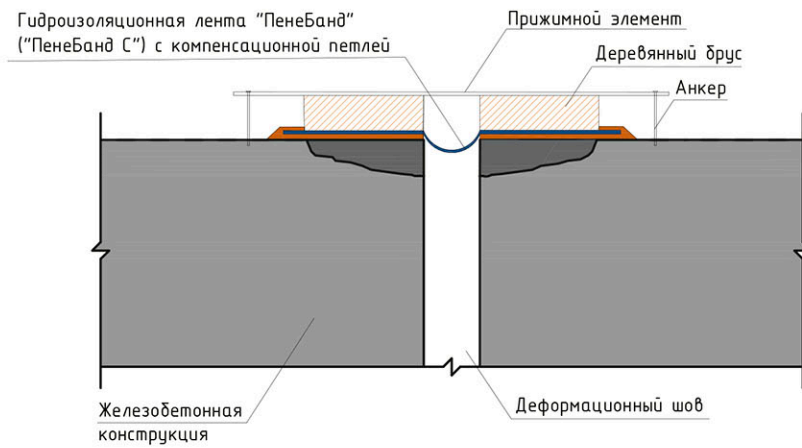 Гидроизоляционная лента "ПенеБанд"
("ПенеБанд С") с компенсационной петлей
Прижимной элемент
Деревянный брус
Анкер
Железобетонная
конструкция
Деформационный шов